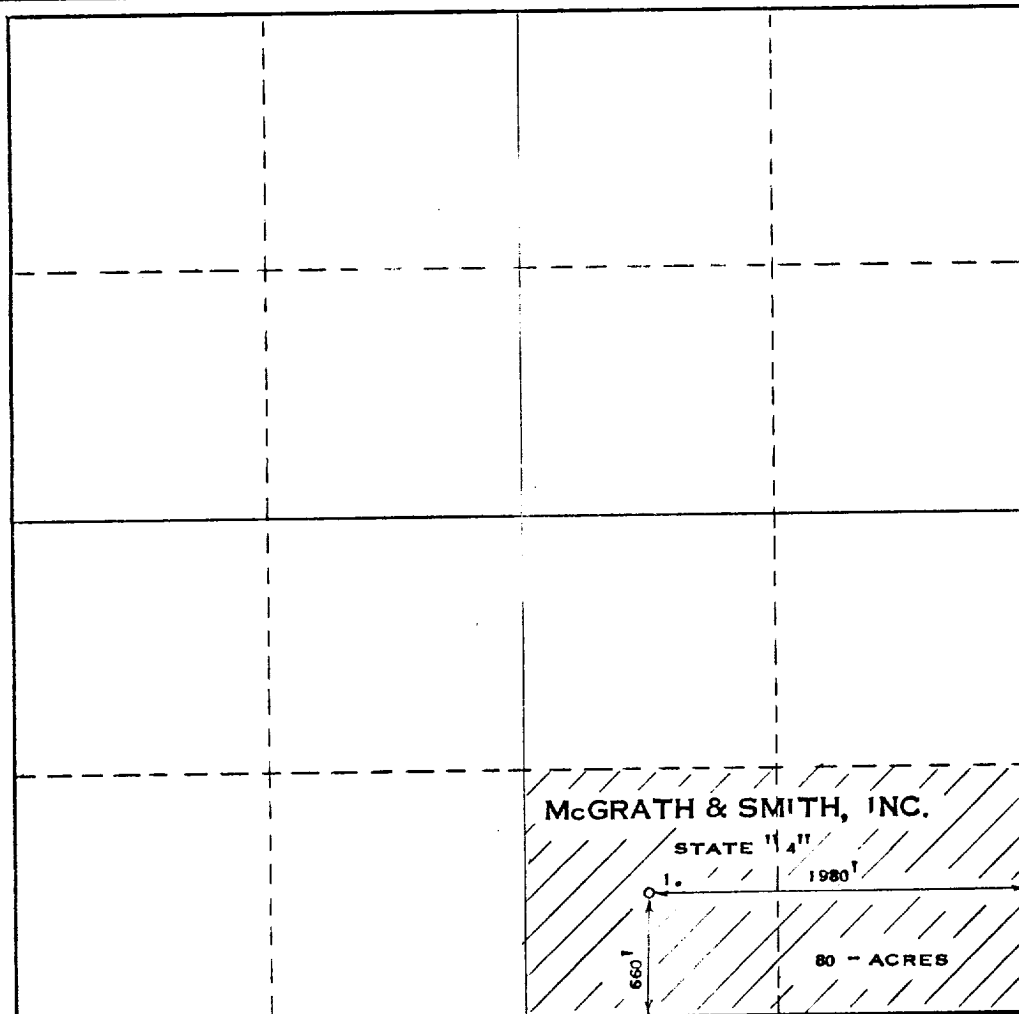 McGRATH & SMITH, INC.
STATE "4"
1.
1980'
660'
80 - ACRES